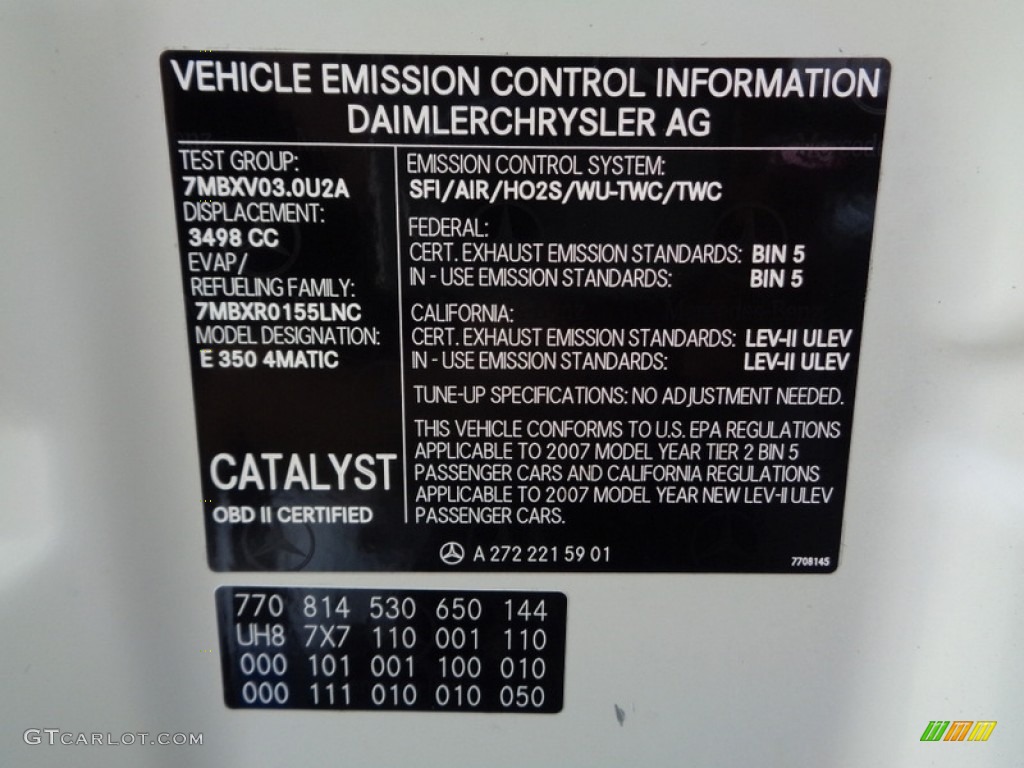 VEHICLE EMISSION CONTROL INFORMATION
DAIMLERCHRYSLER AG
TEST GROUP:
7MBXV03.0U2A
DISPLACEMENT:
3498 CC
EVAP/
REFUELING FAMILY:
7MBXR0155LNC
MODEL DESIGNATION:
E 350 4MATIC
CATALYST
OBD II CERTIFIED
EMISSION CONTROL SYSTEM:
SFI/AIR/HO2S/WU-TWC/TWC
FEDERAL:
CERT. EXHAUST EMISSION STANDARDS: BIN 5
IN - USE EMISSION STANDARDS: BIN 5
CALIFORNIA:
CERT. EXHAUST EMISSION STANDARDS: LEV-II ULEV
IN - USE EMISSION STANDARDS: LEV-II ULEV
TUNE-UP SPECIFICATIONS: NO ADJUSTMENT NEEDED.
THIS VEHICLE CONFORMS TO U.S. EPA REGULATIONS
APPLICABLE TO 2007 MODEL YEAR TIER 2 BIN 5
PASSENGER CARS AND CALIFORNIA REGULATIONS
APPLICABLE TO 2007 MODEL YEAR NEW LEV-II ULEV
PASSENGER CARS.
A 272 221 59 01
7708145
770 814 530 650 144
UH8 7X7 110 001 110
000 101 001 100 010
000 111 010 010 050
GTCARLOT.COM